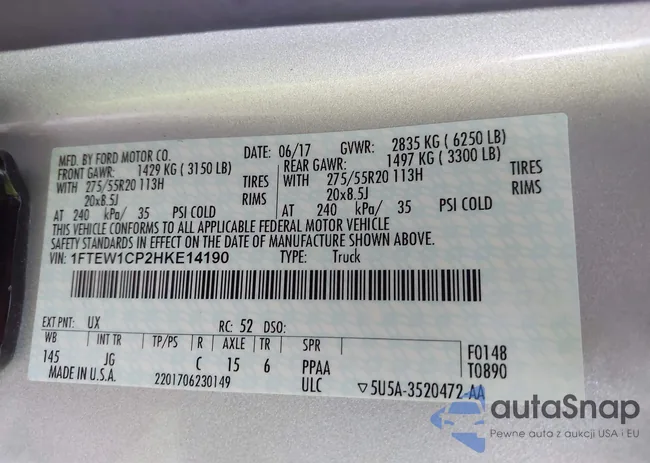 MFD. BY FORD MOTOR CO. DATE: 06/17 GVWR: 2835 KG ( 6250 LB)
FRONT GAWR: 1429 KG ( 3150 LB) REAR GAWR: 1497 KG ( 3300 LB)
WITH 275/55R20 113H TIRES WITH 275/55R20 113H TIRES
20x8.5J RIMS 20x8.5J RIMS
AT 240 kPa/ 35 PSI COLD AT 240 kPa/ 35 PSI COLD
THIS VEHICLE CONFORMS TO ALL APPLICABLE FEDERAL MOTOR VEHICLE
SAFETY STANDARDS IN EFFECT ON THE DATE OF MANUFACTURE SHOWN ABOVE.
VIN: 1FTEW1CP2HKE14190 TYPE: Truck
EXT PNT: UX RC: 52 DSO:
WB INT TR TP/PS R AXLE TR SPR F0148
145 JG C 15 6 PPAA T0890
MADE IN U.S.A. 2201706230149 ULC ▽5U5A-3520472-AA
autaSnap
Pewne auta z aukcji USA i EU